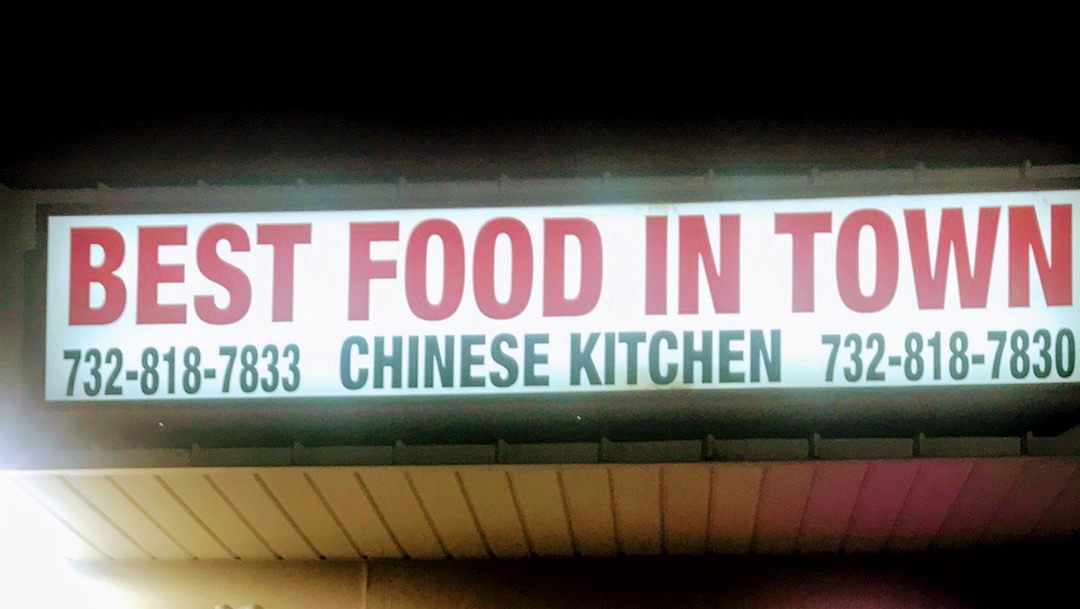 BEST FOOD IN TOWN
732-818-7833 CHINESE KITCHEN 732-818-7830